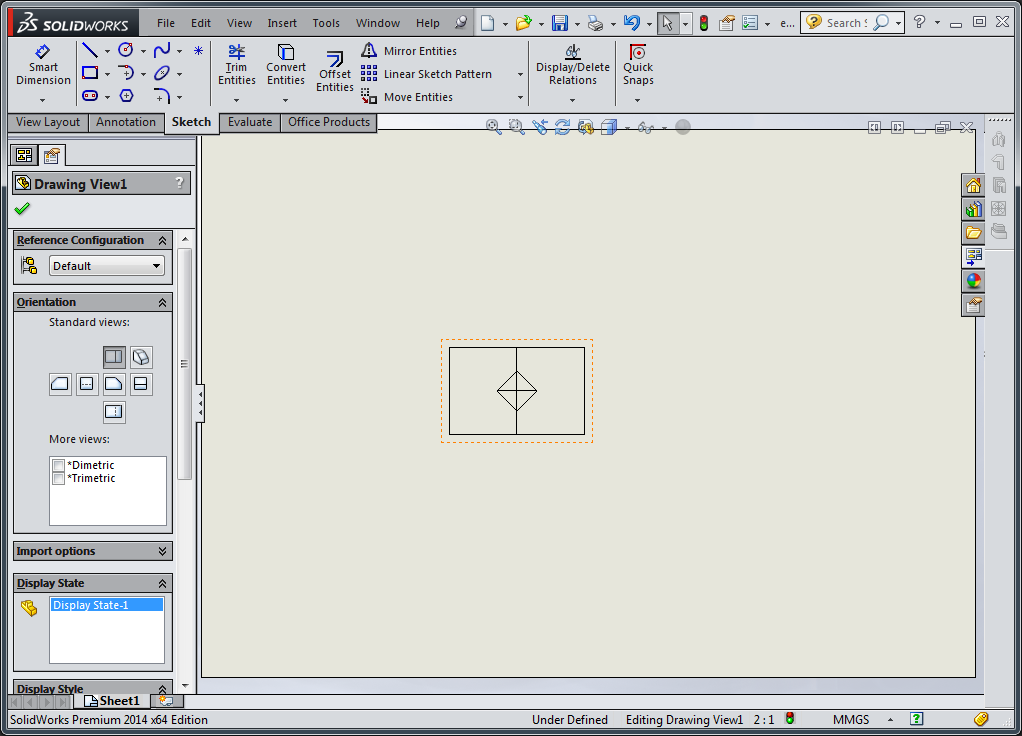 SOLIDWORKS File Edit View Insert Tools Window Help e... Search S ?
Smart Dimension
Trim Entities
Convert Entities
Offset Entities
Mirror Entities
Linear Sketch Pattern
Move Entities
Display/Delete Relations
Quick Snaps
View Layout Annotation Sketch Evaluate Office Products
Drawing View1 ?
Reference Configuration
Default
Orientation
Standard views:
More views:
*Dimetric
*Trimetric
Import options
Display State
Display State-1
Display Style
Sheet1
SolidWorks Premium 2014 x64 Edition Under Defined Editing Drawing View1 2 : 1 MMGS ?